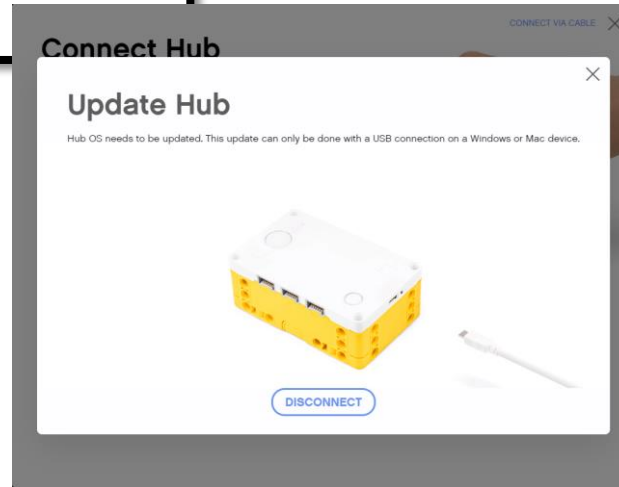 CONNECT VIA CABLE
Connect Hub
Update Hub
Hub OS needs to be updated. This update can only be done with a USB connection on a Windows or Mac device.
DISCONNECT